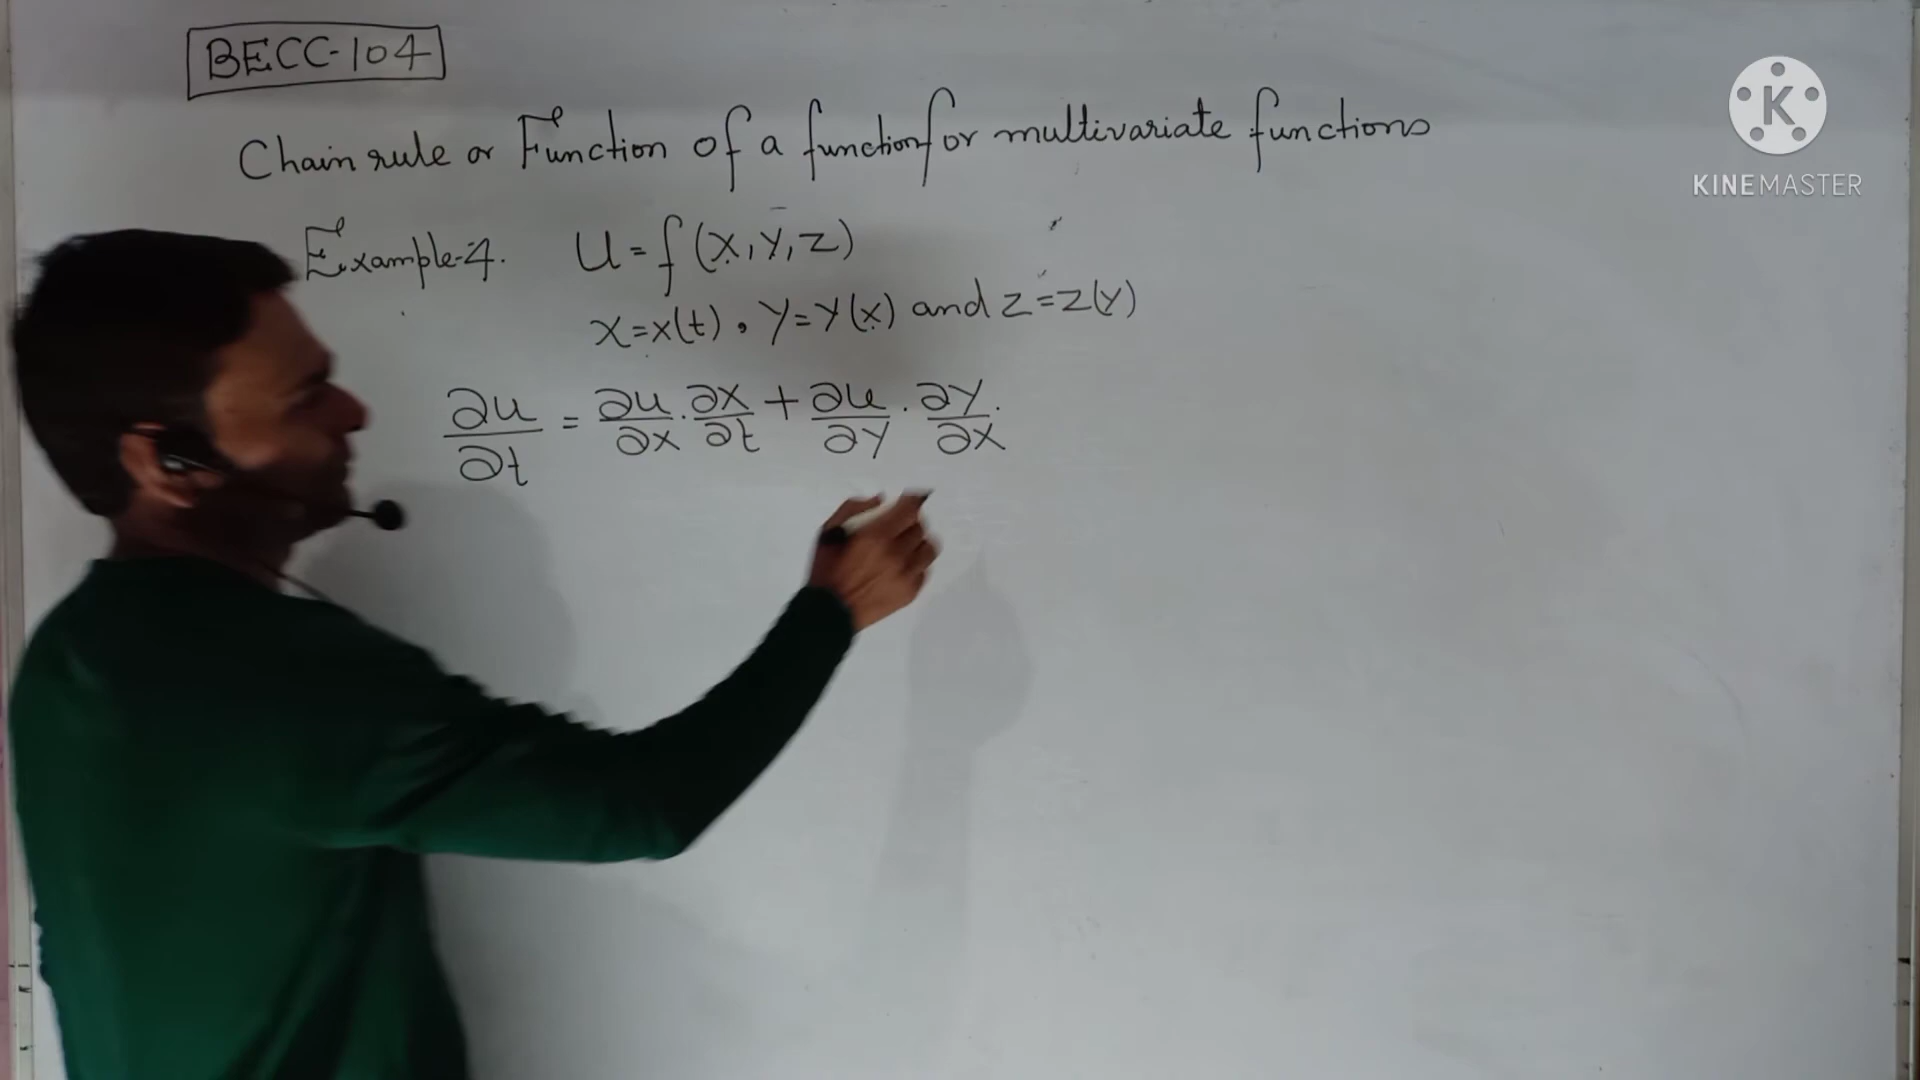 BECC-104
Chain rule or Function of a function for multivariate functions
Example-4. U=f(x,y,z)
x=x(t), y=y(x) and z=z(y)
∂u/∂t = ∂u/∂x · ∂x/∂t + ∂u/∂y · ∂y/∂x ·
K
KINEMASTER